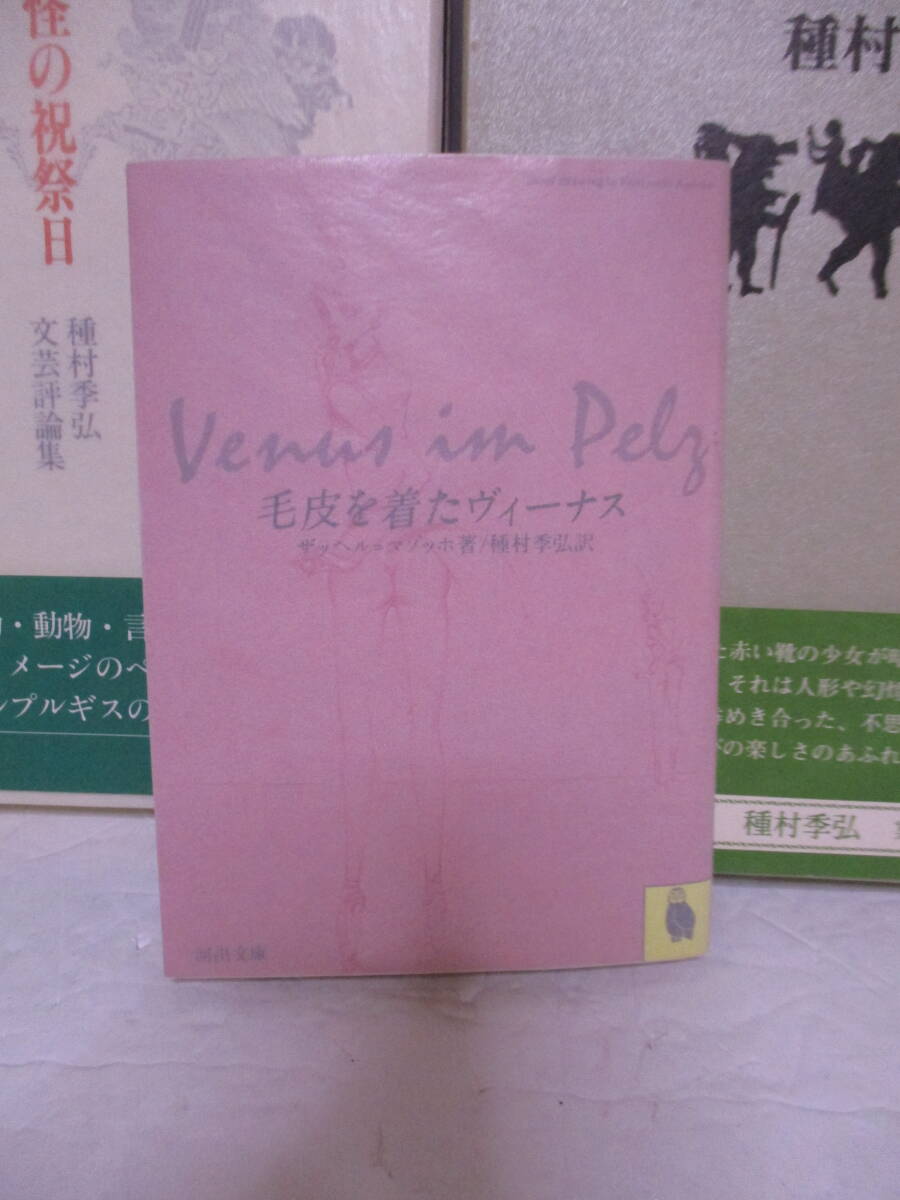 怪の祝祭日
種村季弘
文芸評論集
・動物・言
メージのペ
ルプルギスの
種村
Venus im Pelz
毛皮を着たヴィーナス
ザッヘル=マゾッホ著/種村季弘訳
河出文庫
赤い靴の少女が
それは人形や幻
めき合った、不思
の楽しさのあふれ
種村季弘